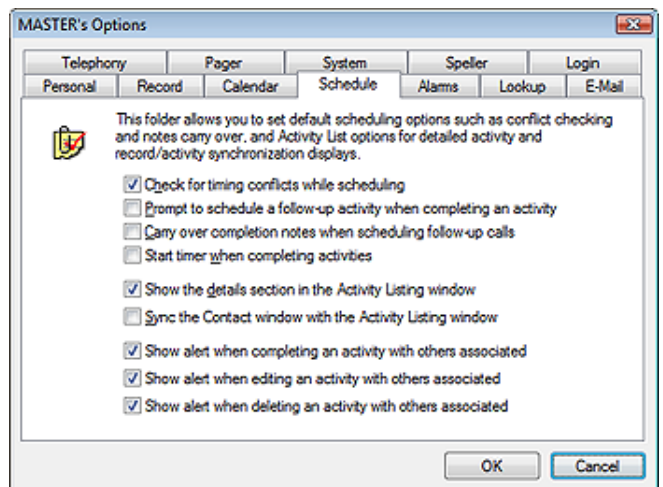 MASTER's Options
Telephony Pager System Speller Login
Personal Record Calendar Schedule Alarms Lookup E-Mail
This folder allows you to set default scheduling options such as conflict checking
and notes carry over, and Activity List options for detailed activity and
record/activity synchronization displays.
Check for timing conflicts while scheduling
Prompt to schedule a follow-up activity when completing an activity
Carry over completion notes when scheduling follow-up calls
Start timer when completing activities
Show the details section in the Activity Listing window
Sync the Contact window with the Activity Listing window
Show alert when completing an activity with others associated
Show alert when editing an activity with others associated
Show alert when deleting an activity with others associated
OK Cancel